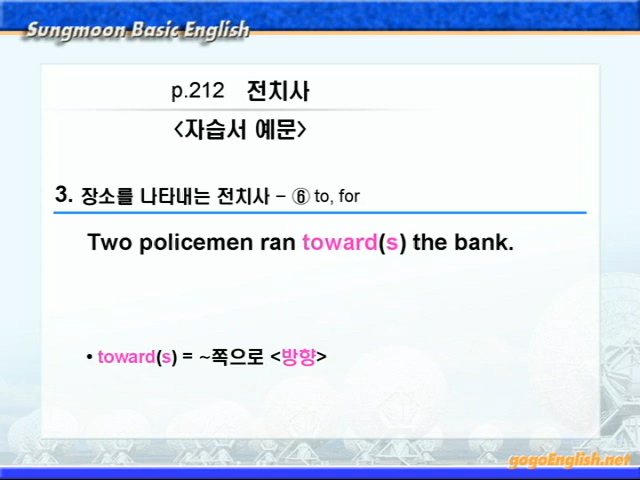 Sungmoon Basic English
p.212 전치사
<자습서 예문>
3. 장소를 나타내는 전치사 – ⑥ to, for
Two policemen ran toward(s) the bank.
• toward(s) = ~쪽으로 <방향>
gogoEnglish.net